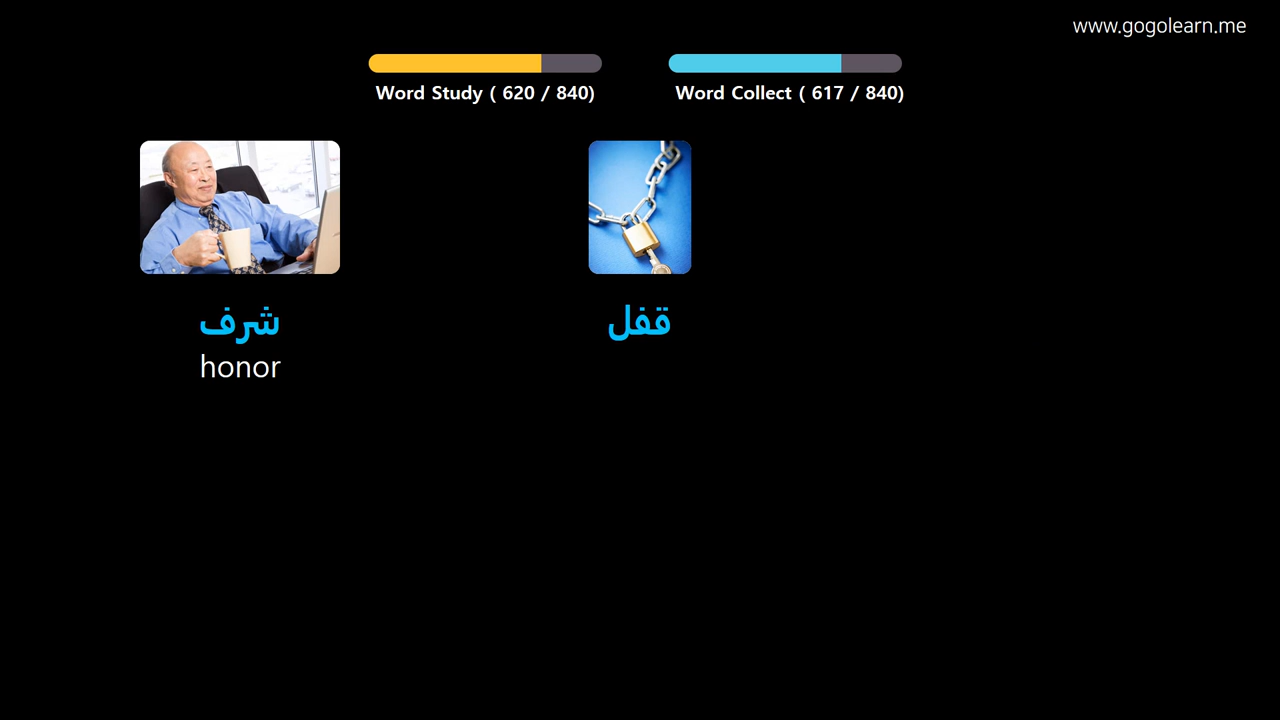 www.gogolearn.me
Word Study ( 620 / 840)
Word Collect ( 617 / 840)
شرف
honor
قفل